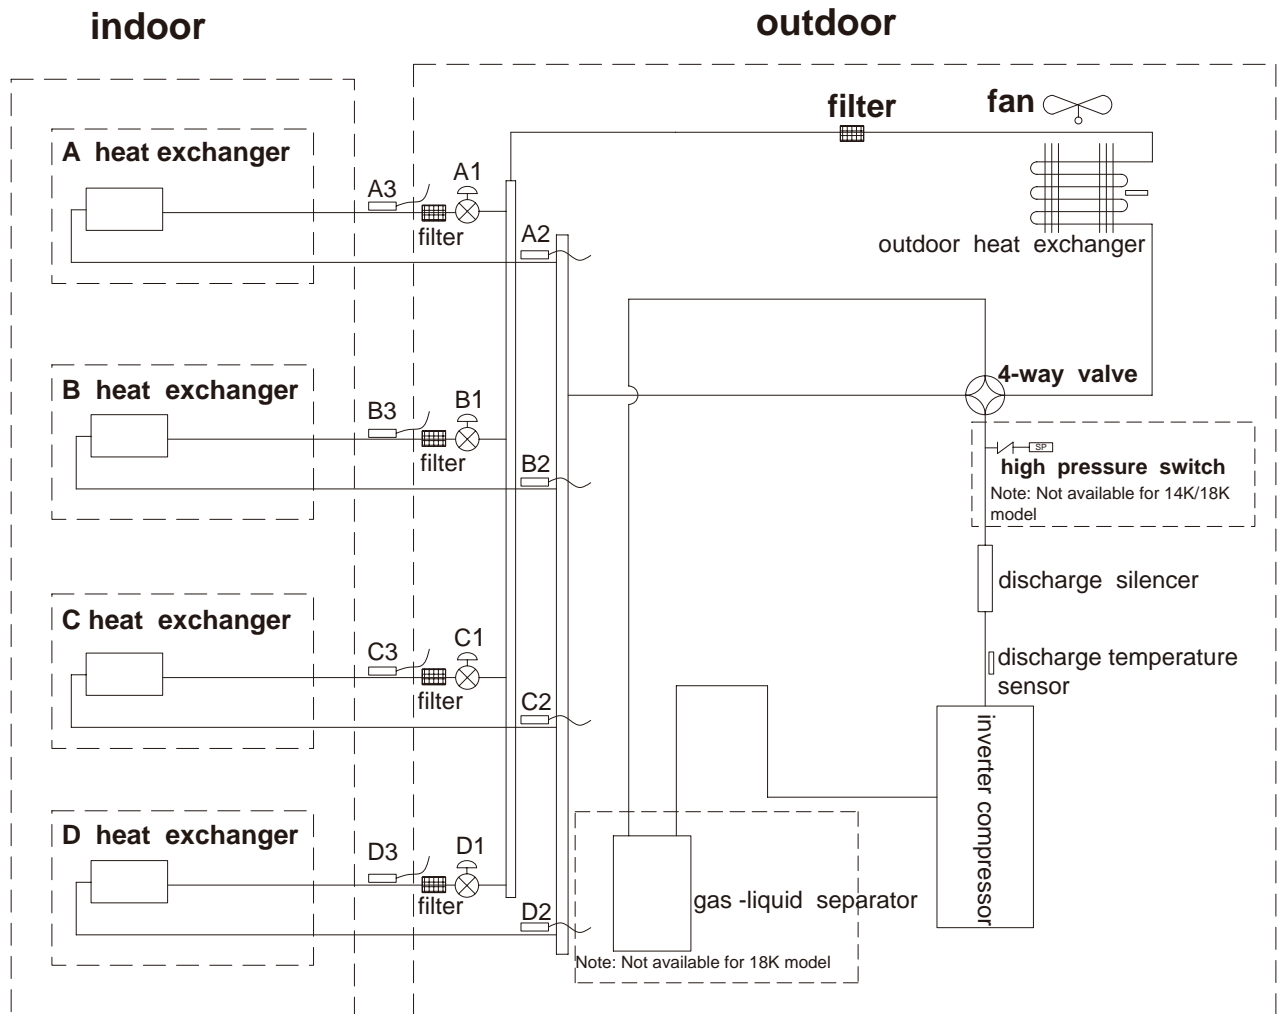 indoor
outdoor
filter
fan
A heat exchanger
A3
A1
filter
A2
outdoor heat exchanger
4-way valve
B heat exchanger
B3
B1
filter
B2
SP
high pressure switch
Note: Not available for 14K/18K
model
discharge silencer
C heat exchanger
C3
C1
filter
C2
discharge temperature
sensor
inverter compressor
D heat exchanger
D3
D1
filter
D2
gas -liquid separator
Note: Not available for 18K model